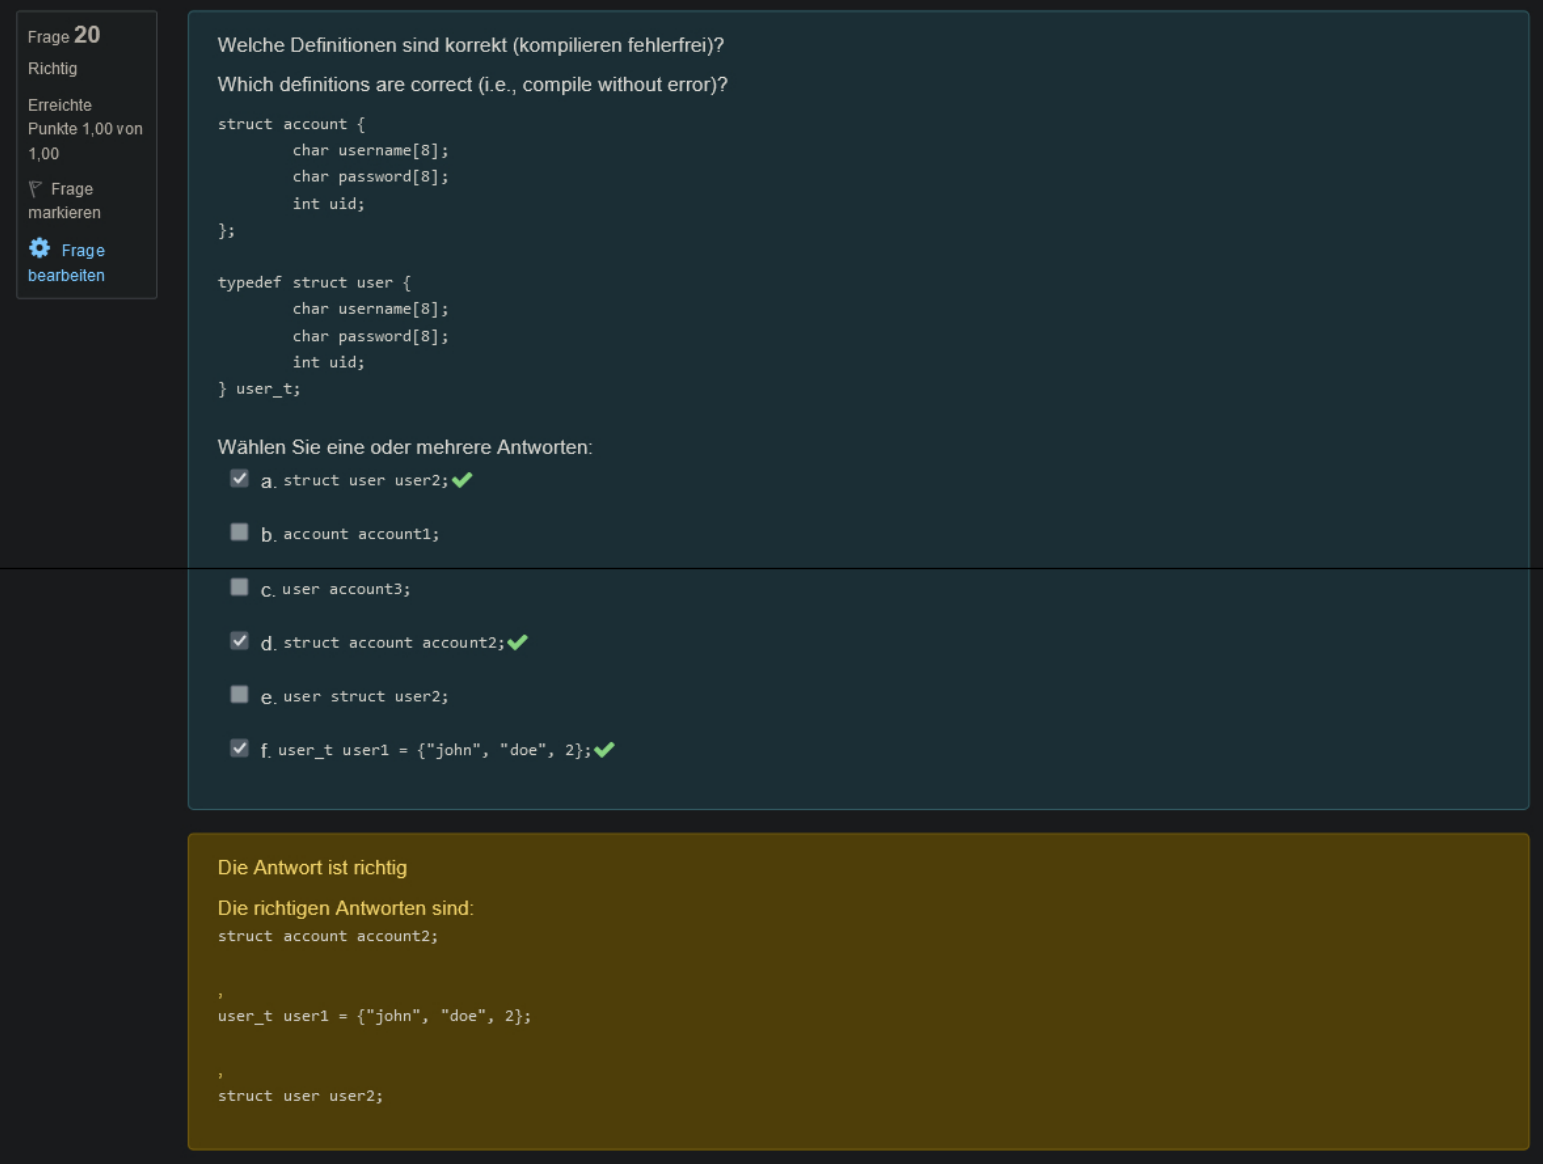 Frage 20
Richtig
Erreichte
Punkte 1,00 von
1,00
Frage
markieren
Frage
bearbeiten
Welche Definitionen sind korrekt (kompilieren fehlerfrei)?
Which definitions are correct (i.e., compile without error)?
struct account {
        char username[8];
        char password[8];
        int uid;
};
typedef struct user {
        char username[8];
        char password[8];
        int uid;
} user_t;
Wählen Sie eine oder mehrere Antworten:
a. struct user user2;
b. account account1;
c. user account3;
d. struct account account2;
e. user struct user2;
f. user_t user1 = {"john", "doe", 2};
Die Antwort ist richtig
Die richtigen Antworten sind:
struct account account2;
,
user_t user1 = {"john", "doe", 2};
,
struct user user2;